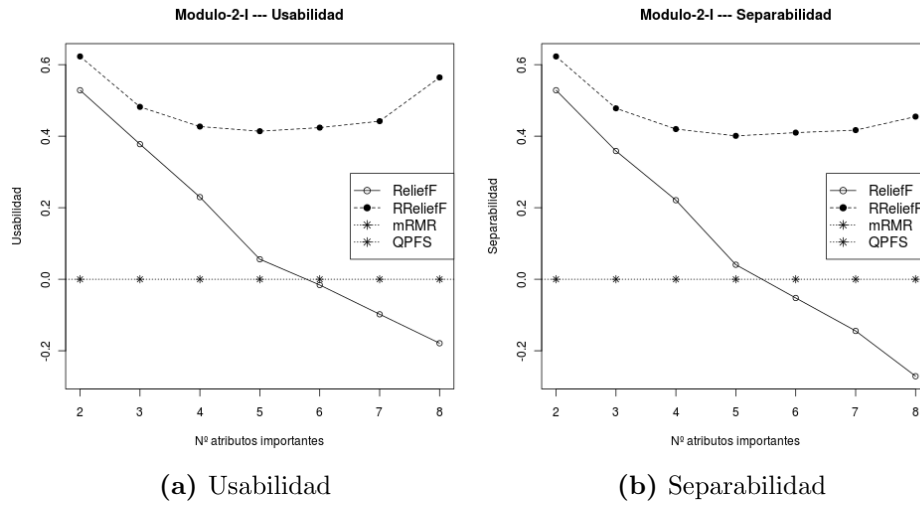 Modulo-2-I --- Usabilidad
Usabilidad
0.6
0.4
0.2
0.0
-0.2
ReliefF
RReliefF
mRMR
QPFS
2 3 4 5 6 7 8
Nº atributos importantes
(a) Usabilidad
Modulo-2-I --- Separabilidad
Separabilidad
0.6
0.4
0.2
0.0
-0.2
ReliefF
RReliefF
mRMR
QPFS
2 3 4 5 6 7 8
Nº atributos importantes
(b) Separabilidad